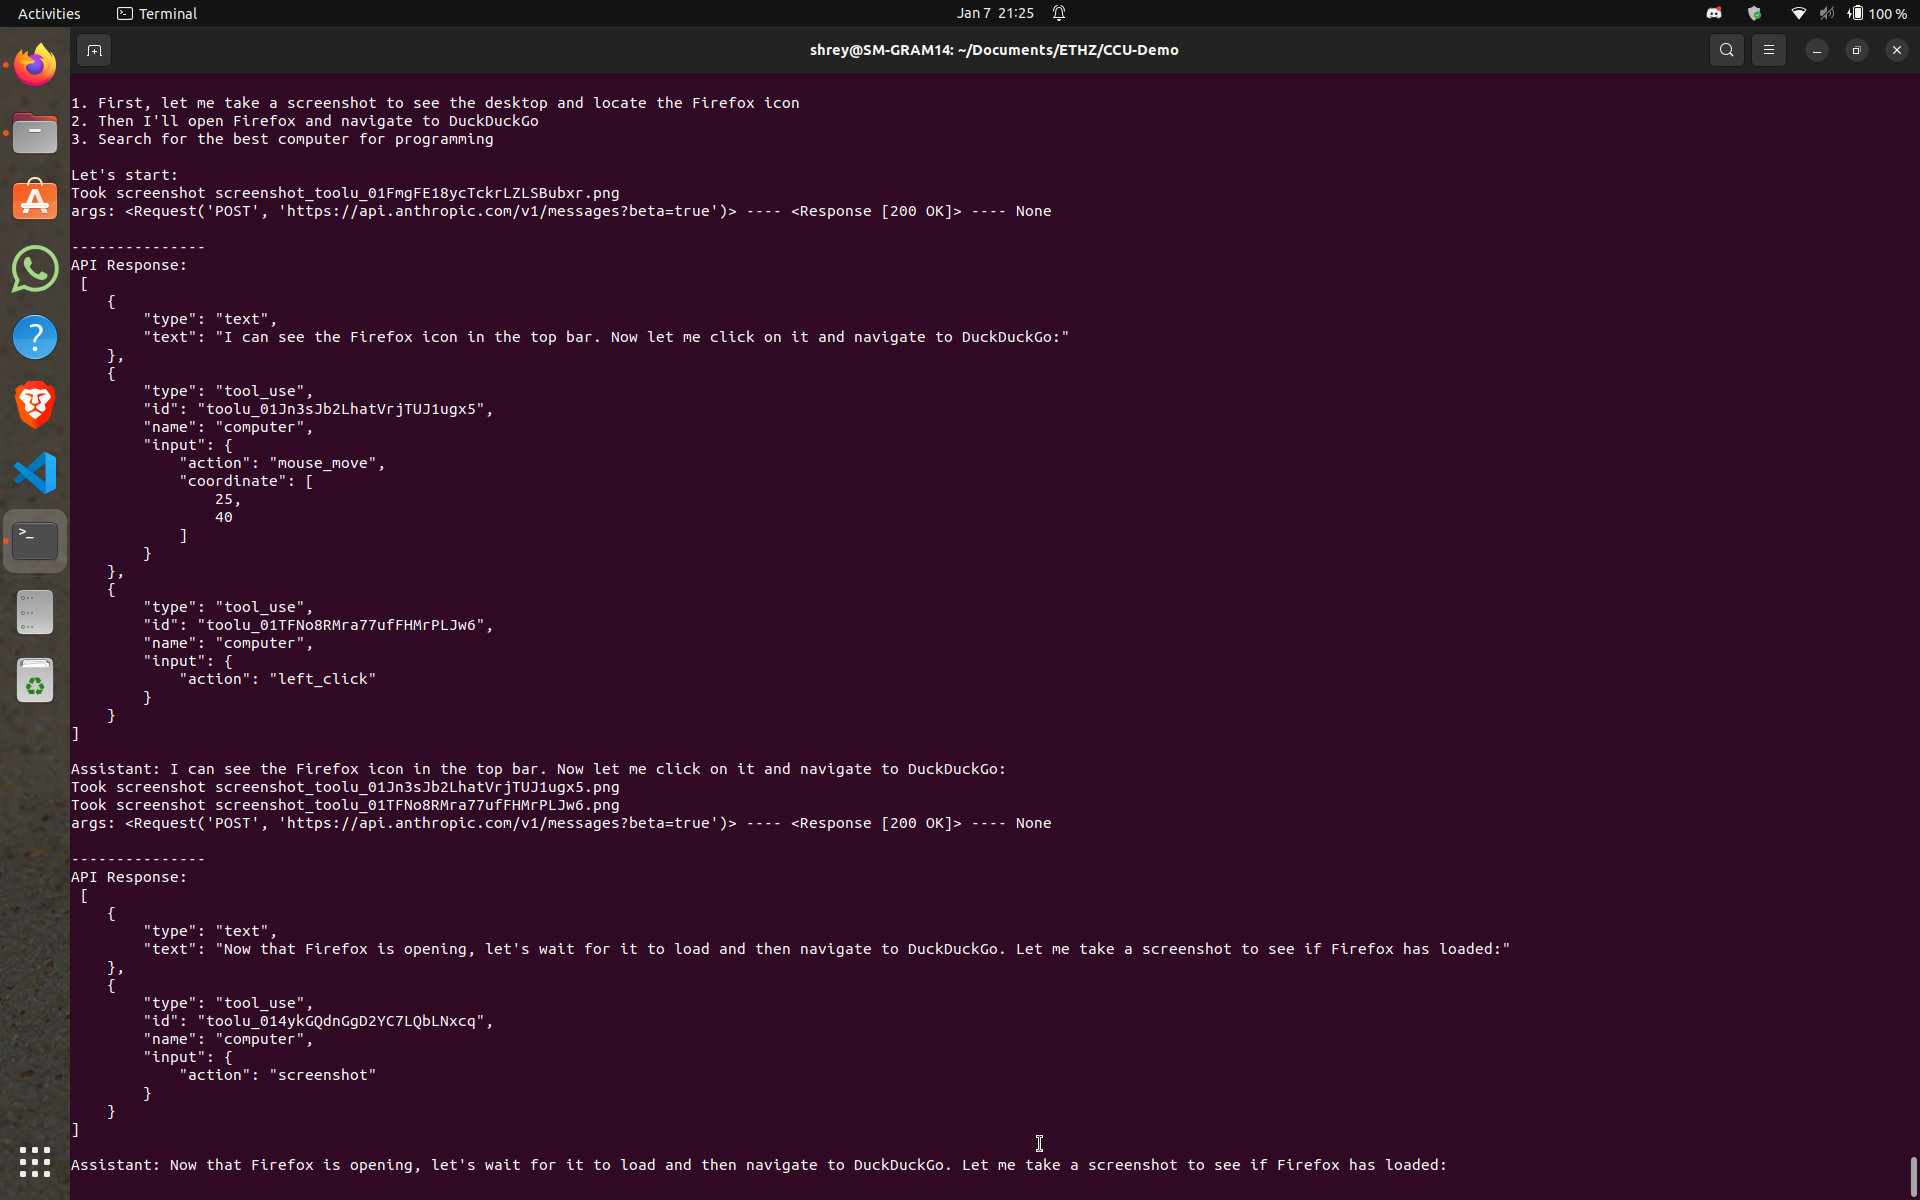 Activities
Terminal
Jan 7 21:25
100 %
shrey@SM-GRAM14: ~/Documents/ETHZ/CCU-Demo
1. First, let me take a screenshot to see the desktop and locate the Firefox icon
2. Then I'll open Firefox and navigate to DuckDuckGo
3. Search for the best computer for programming
Let's start:
Took screenshot screenshot_toolu_01FmgFE18ycTckrLZLSBubxr.png
args: <Request('POST', 'https://api.anthropic.com/v1/messages?beta=true')> ---- <Response [200 OK]> ---- None
---------------
API Response:
 [
    {
        "type": "text",
        "text": "I can see the Firefox icon in the top bar. Now let me click on it and navigate to DuckDuckGo:"
    },
    {
        "type": "tool_use",
        "id": "toolu_01Jn3sJb2LhatVrjTUJ1ugx5",
        "name": "computer",
        "input": {
            "action": "mouse_move",
            "coordinate": [
                25,
                40
            ]
        }
    },
    {
        "type": "tool_use",
        "id": "toolu_01TFNo8RMra77ufFHMrPLJw6",
        "name": "computer",
        "input": {
            "action": "left_click"
        }
    }
]
Assistant: I can see the Firefox icon in the top bar. Now let me click on it and navigate to DuckDuckGo:
Took screenshot screenshot_toolu_01Jn3sJb2LhatVrjTUJ1ugx5.png
Took screenshot screenshot_toolu_01TFNo8RMra77ufFHMrPLJw6.png
args: <Request('POST', 'https://api.anthropic.com/v1/messages?beta=true')> ---- <Response [200 OK]> ---- None
---------------
API Response:
 [
    {
        "type": "text",
        "text": "Now that Firefox is opening, let's wait for it to load and then navigate to DuckDuckGo. Let me take a screenshot to see if Firefox has loaded:"
    },
    {
        "type": "tool_use",
        "id": "toolu_014ykGQdnGgD2YC7LQbLNxcq",
        "name": "computer",
        "input": {
            "action": "screenshot"
        }
    }
]
Assistant: Now that Firefox is opening, let's wait for it to load and then navigate to DuckDuckGo. Let me take a screenshot to see if Firefox has loaded: